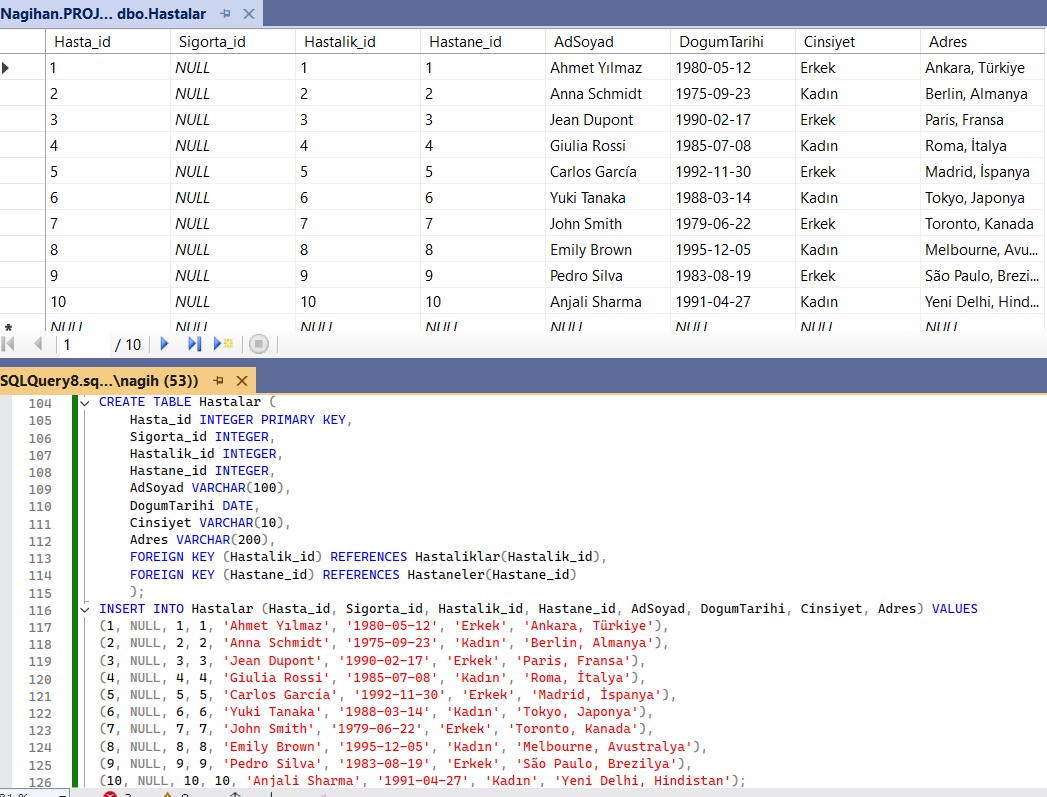 Nagihan.PROJ... dbo.Hastalar
Hasta_id Sigorta_id Hastalik_id Hastane_id AdSoyad DogumTarihi Cinsiyet Adres
1 NULL 1 1 Ahmet Yılmaz 1980-05-12 Erkek Ankara, Türkiye
2 NULL 2 2 Anna Schmidt 1975-09-23 Kadın Berlin, Almanya
3 NULL 3 3 Jean Dupont 1990-02-17 Erkek Paris, Fransa
4 NULL 4 4 Giulia Rossi 1985-07-08 Kadın Roma, İtalya
5 NULL 5 5 Carlos García 1992-11-30 Erkek Madrid, İspanya
6 NULL 6 6 Yuki Tanaka 1988-03-14 Kadın Tokyo, Japonya
7 NULL 7 7 John Smith 1979-06-22 Erkek Toronto, Kanada
8 NULL 8 8 Emily Brown 1995-12-05 Kadın Melbourne, Avu...
9 NULL 9 9 Pedro Silva 1983-08-19 Erkek São Paulo, Brezi...
10 NULL 10 10 Anjali Sharma 1991-04-27 Kadın Yeni Delhi, Hind...
NULL NULL NULL NULL NULL NULL NULL NULL
1 / 10
SQLQuery8.sq...\nagih (53))
104 CREATE TABLE Hastalar (
105 Hasta_id INTEGER PRIMARY KEY,
106 Sigorta_id INTEGER,
107 Hastalik_id INTEGER,
108 Hastane_id INTEGER,
109 AdSoyad VARCHAR(100),
110 DogumTarihi DATE,
111 Cinsiyet VARCHAR(10),
112 Adres VARCHAR(200),
113 FOREIGN KEY (Hastalik_id) REFERENCES Hastaliklar(Hastalik_id),
114 FOREIGN KEY (Hastane_id) REFERENCES Hastaneler(Hastane_id)
115 );
116 INSERT INTO Hastalar (Hasta_id, Sigorta_id, Hastalik_id, Hastane_id, AdSoyad, DogumTarihi, Cinsiyet, Adres) VALUES
117 (1, NULL, 1, 1, 'Ahmet Yılmaz', '1980-05-12', 'Erkek', 'Ankara, Türkiye'),
118 (2, NULL, 2, 2, 'Anna Schmidt', '1975-09-23', 'Kadın', 'Berlin, Almanya'),
119 (3, NULL, 3, 3, 'Jean Dupont', '1990-02-17', 'Erkek', 'Paris, Fransa'),
120 (4, NULL, 4, 4, 'Giulia Rossi', '1985-07-08', 'Kadın', 'Roma, İtalya'),
121 (5, NULL, 5, 5, 'Carlos García', '1992-11-30', 'Erkek', 'Madrid, İspanya'),
122 (6, NULL, 6, 6, 'Yuki Tanaka', '1988-03-14', 'Kadın', 'Tokyo, Japonya'),
123 (7, NULL, 7, 7, 'John Smith', '1979-06-22', 'Erkek', 'Toronto, Kanada'),
124 (8, NULL, 8, 8, 'Emily Brown', '1995-12-05', 'Kadın', 'Melbourne, Avustralya'),
125 (9, NULL, 9, 9, 'Pedro Silva', '1983-08-19', 'Erkek', 'São Paulo, Brezilya'),
126 (10, NULL, 10, 10, 'Anjali Sharma', '1991-04-27', 'Kadın', 'Yeni Delhi, Hindistan');